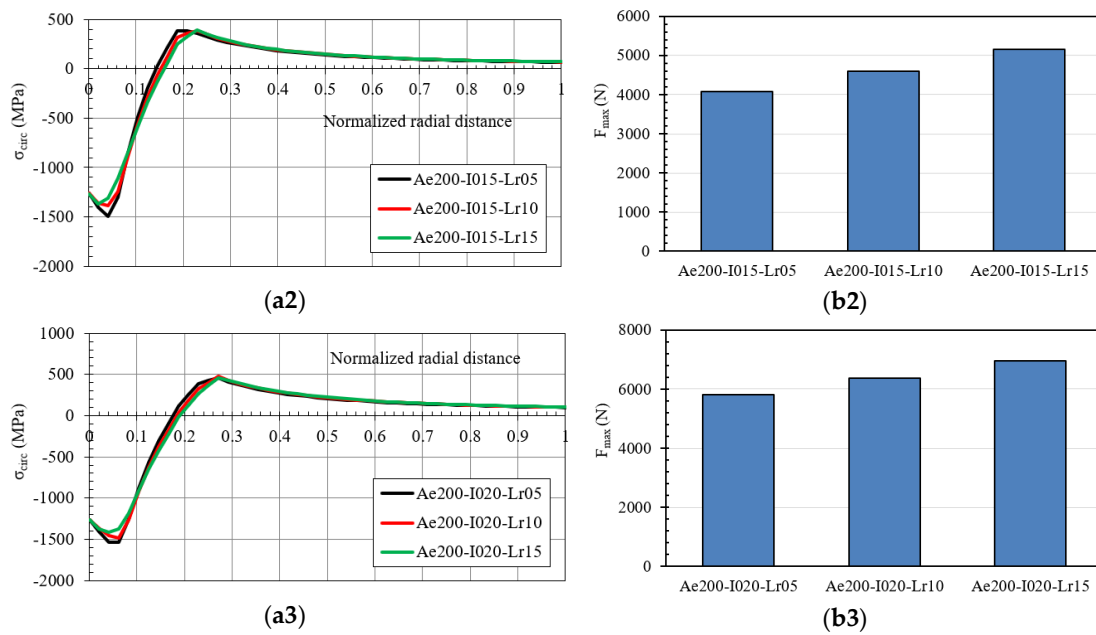 500
0
-500
-1000
-1500
-2000
0 0.1 0.2 0.3 0.4 0.5 0.6 0.7 0.8 0.9 1
σcirc (MPa)
Normalized radial distance
Ae200-I015-Lr05
Ae200-I015-Lr10
Ae200-I015-Lr15
(a2)
6000
5000
4000
3000
2000
1000
0
Fmax (N)
Ae200-I015-Lr05 Ae200-I015-Lr10 Ae200-I015-Lr15
(b2)
1000
500
0
-500
-1000
-1500
-2000
σcirc (MPa)
Normalized radial distance
0 0.1 0.2 0.3 0.4 0.5 0.6 0.7 0.8 0.9 1
Ae200-I020-Lr05
Ae200-I020-Lr10
Ae200-I020-Lr15
(a3)
8000
6000
4000
2000
0
Fmax (N)
Ae200-I020-Lr05 Ae200-I020-Lr10 Ae200-I020-Lr15
(b3)